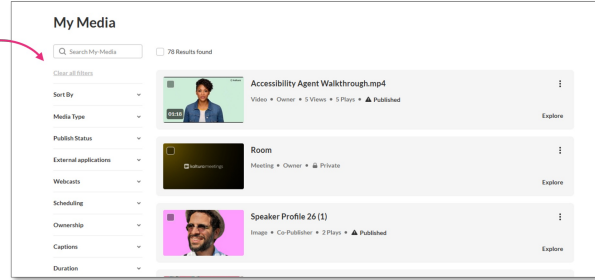 My Media
Search My-Media
78 Results found
Clear all filters
Sort By
Media Type
Publish Status
External applications
Webcasts
Scheduling
Ownership
Captions
Duration
01:18
Accessibility Agent Walkthrough.mp4
Video • Owner • 5 Views • 5 Plays • Published
Explore
kalturameetings
Room
Meeting • Owner • Private
Explore
Speaker Profile 26 (1)
Image • Co-Publisher • 2 Plays • Published
Explore